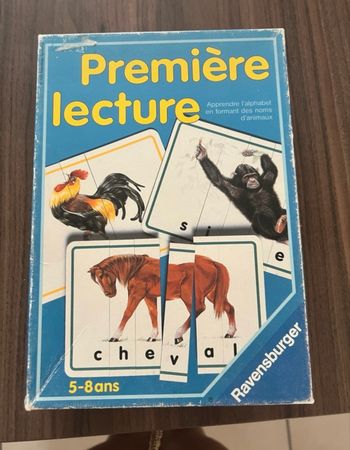 Première
lecture
Apprendre l'alphabet
en formant des noms
d'animaux
s i e
c h e v a l
5-8 ans
Ravensburger